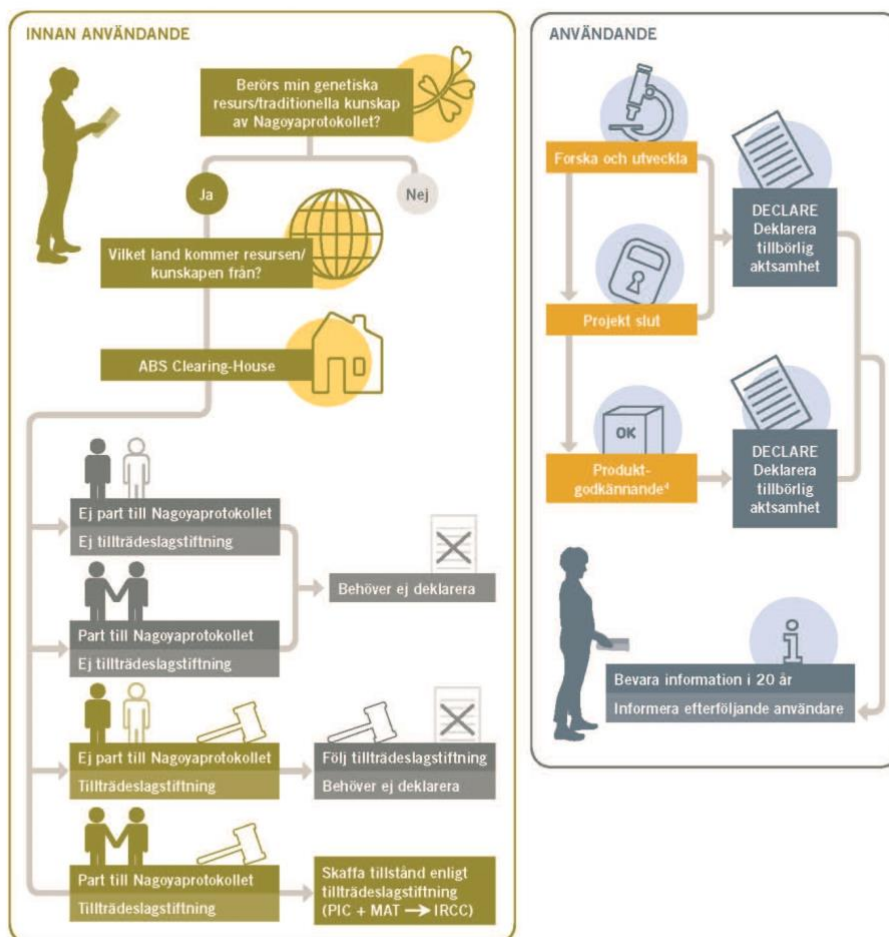 INNAN ANVÄNDANDE
Berörs min genetiska
resurs/traditionella kunskap
av Nagoyaprotokollet?
Ja
Nej
Vilket land kommer resursen/
kunskapen från?
ABS Clearing-House
Ej part till Nagoyaprotokollet
Ej tillträdeslagstiftning
Behöver ej deklarera
Part till Nagoyaprotokollet
Ej tillträdeslagstiftning
Ej part till Nagoyaprotokollet
Tillträdeslagstiftning
Följ tillträdeslagstiftning
Behöver ej deklarera
Part till Nagoyaprotokollet
Tillträdeslagstiftning
Skaffa tillstånd enligt
tillträdeslagstiftning
(PIC + MAT → IRCC)
ANVÄNDANDE
Forska och utveckla
DECLARE
Deklarera
tillbörlig
aktsamhet
Projekt slut
OK
Produkt-
godkännande⁴
DECLARE
Deklarera
tillbörlig
aktsamhet
i
Bevara information i 20 år
Informera efterföljande användare